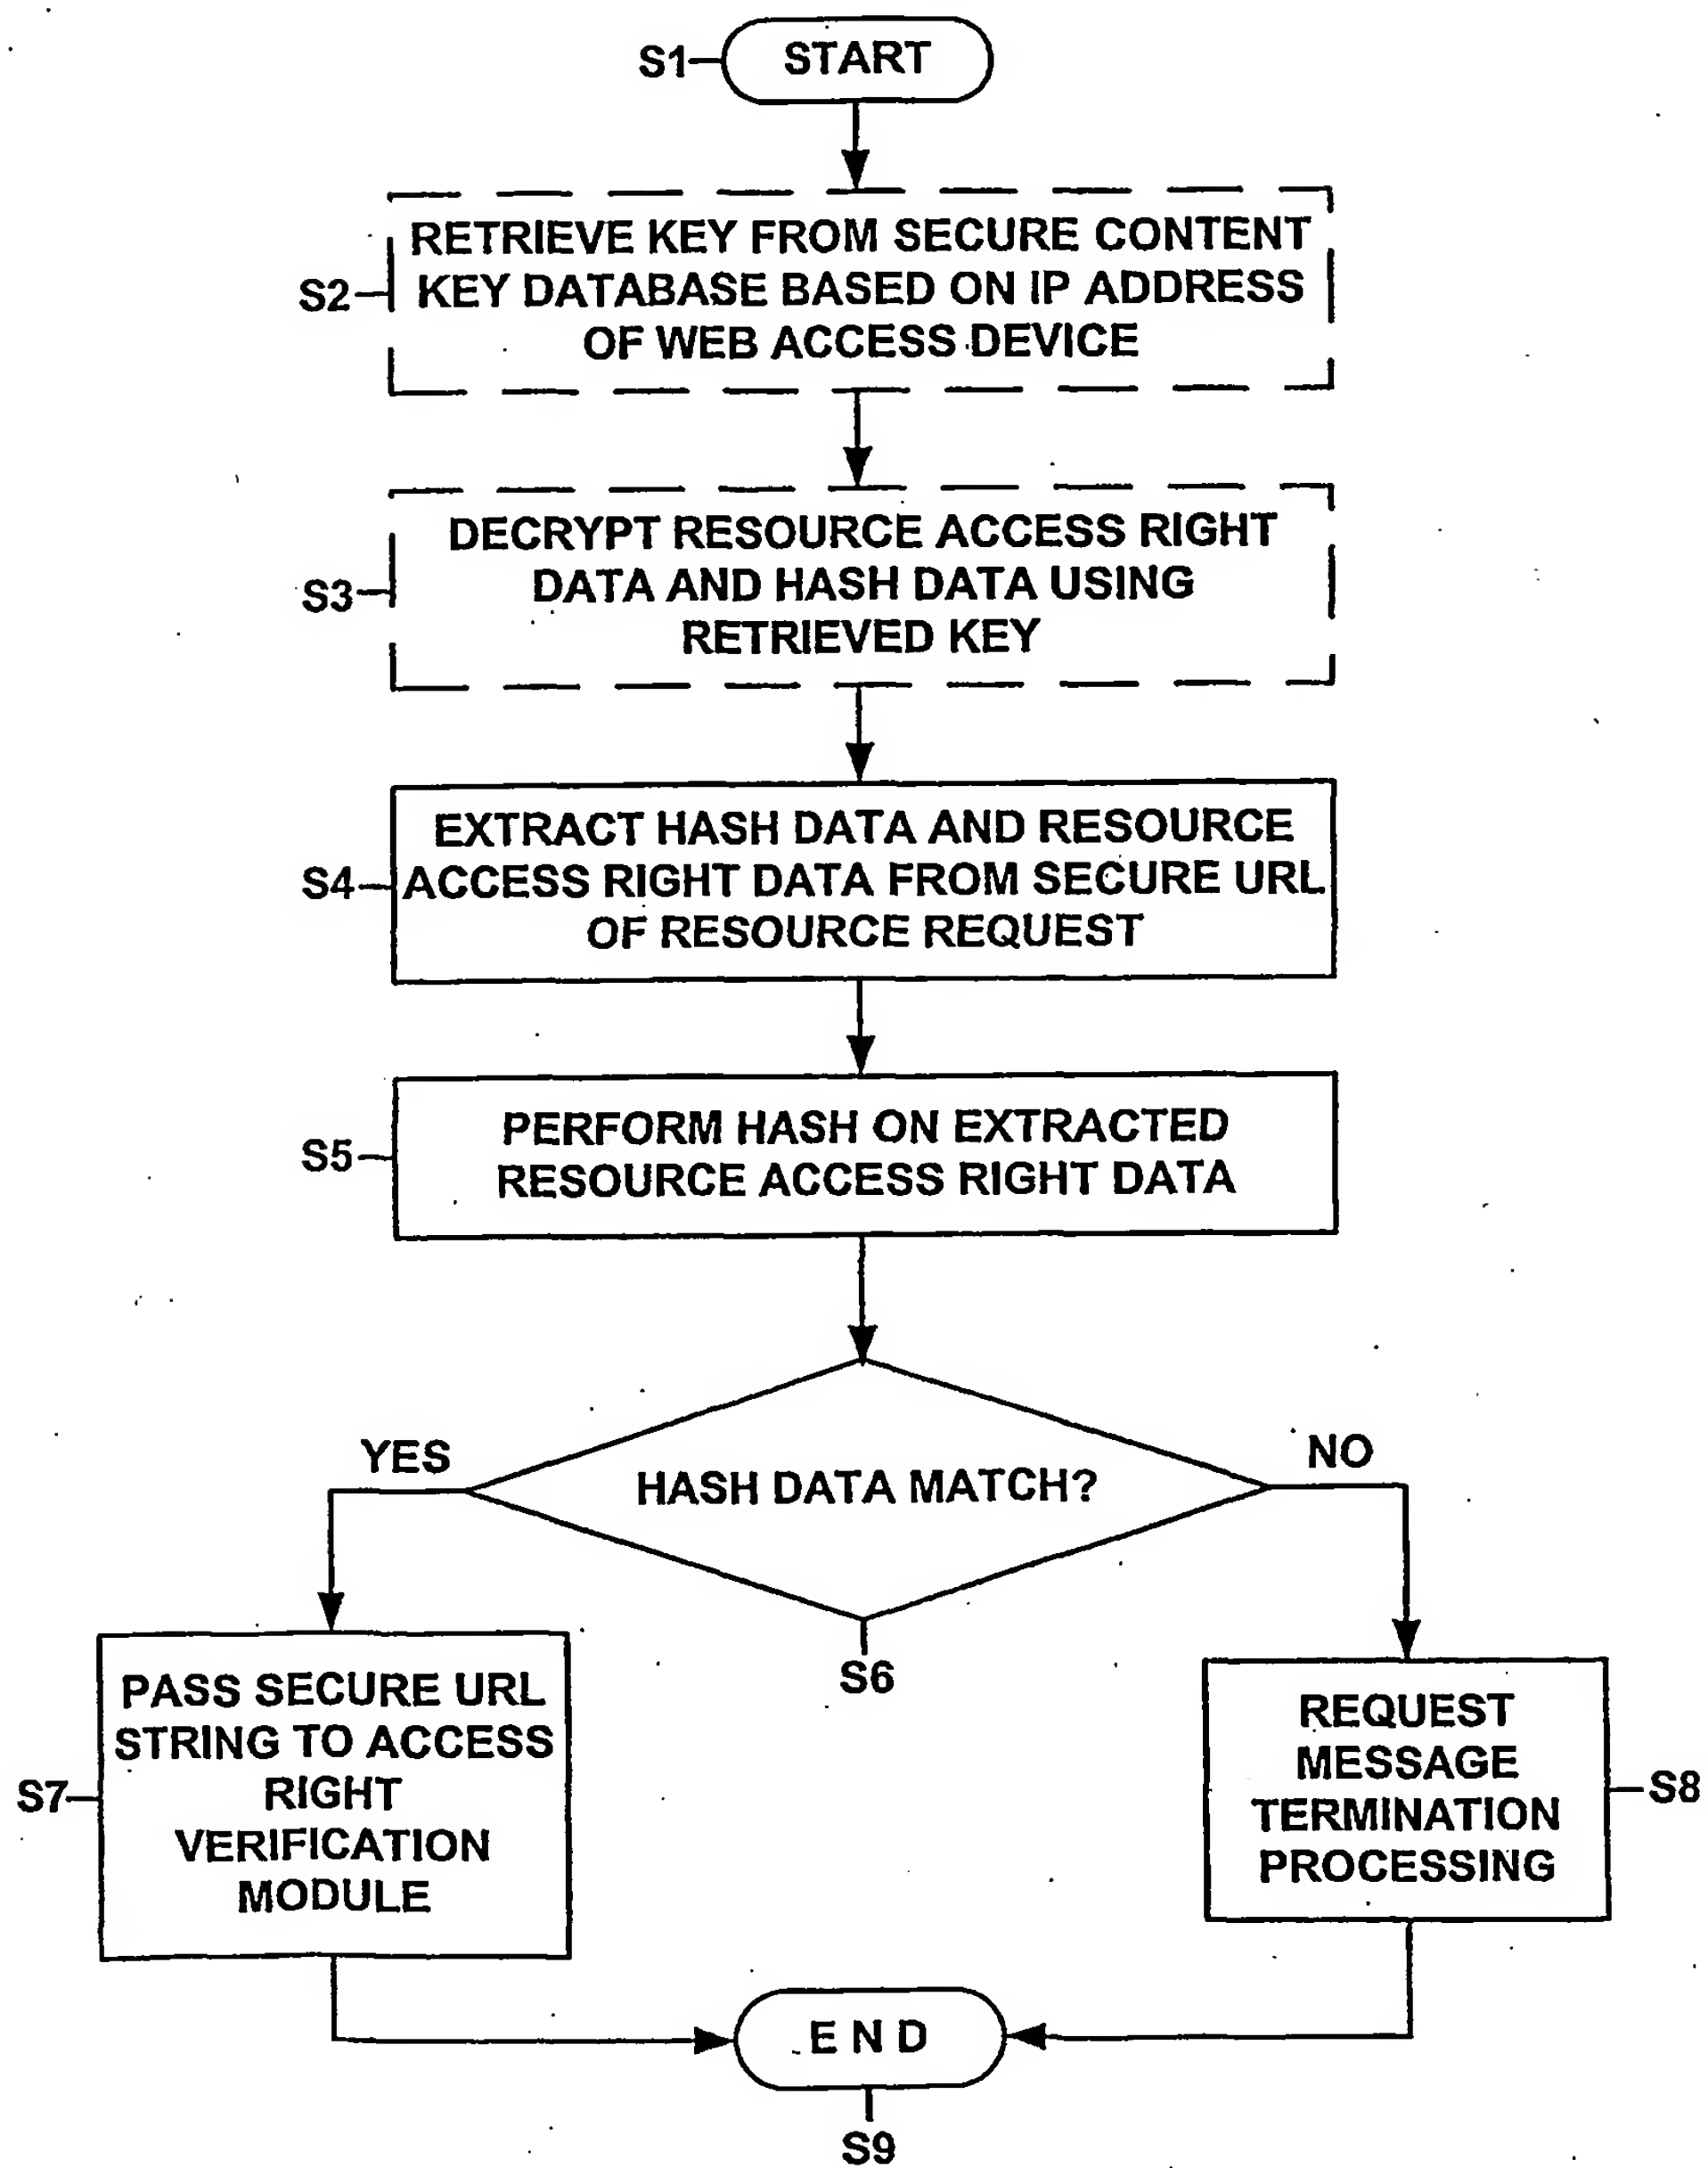 S1
START
RETRIEVE KEY FROM SECURE CONTENT
S2
KEY DATABASE BASED ON IP ADDRESS
OF WEB ACCESS DEVICE
DECRYPT RESOURCE ACCESS RIGHT
S3
DATA AND HASH DATA USING
RETRIEVED KEY
EXTRACT HASH DATA AND RESOURCE
S4
ACCESS RIGHT DATA FROM SECURE URL
OF RESOURCE REQUEST
S5
PERFORM HASH ON EXTRACTED
RESOURCE ACCESS RIGHT DATA
YES
HASH DATA MATCH?
NO
S6
S7
PASS SECURE URL
STRING TO ACCESS
RIGHT
VERIFICATION
MODULE
REQUEST
MESSAGE
TERMINATION
PROCESSING
S8
END
S9